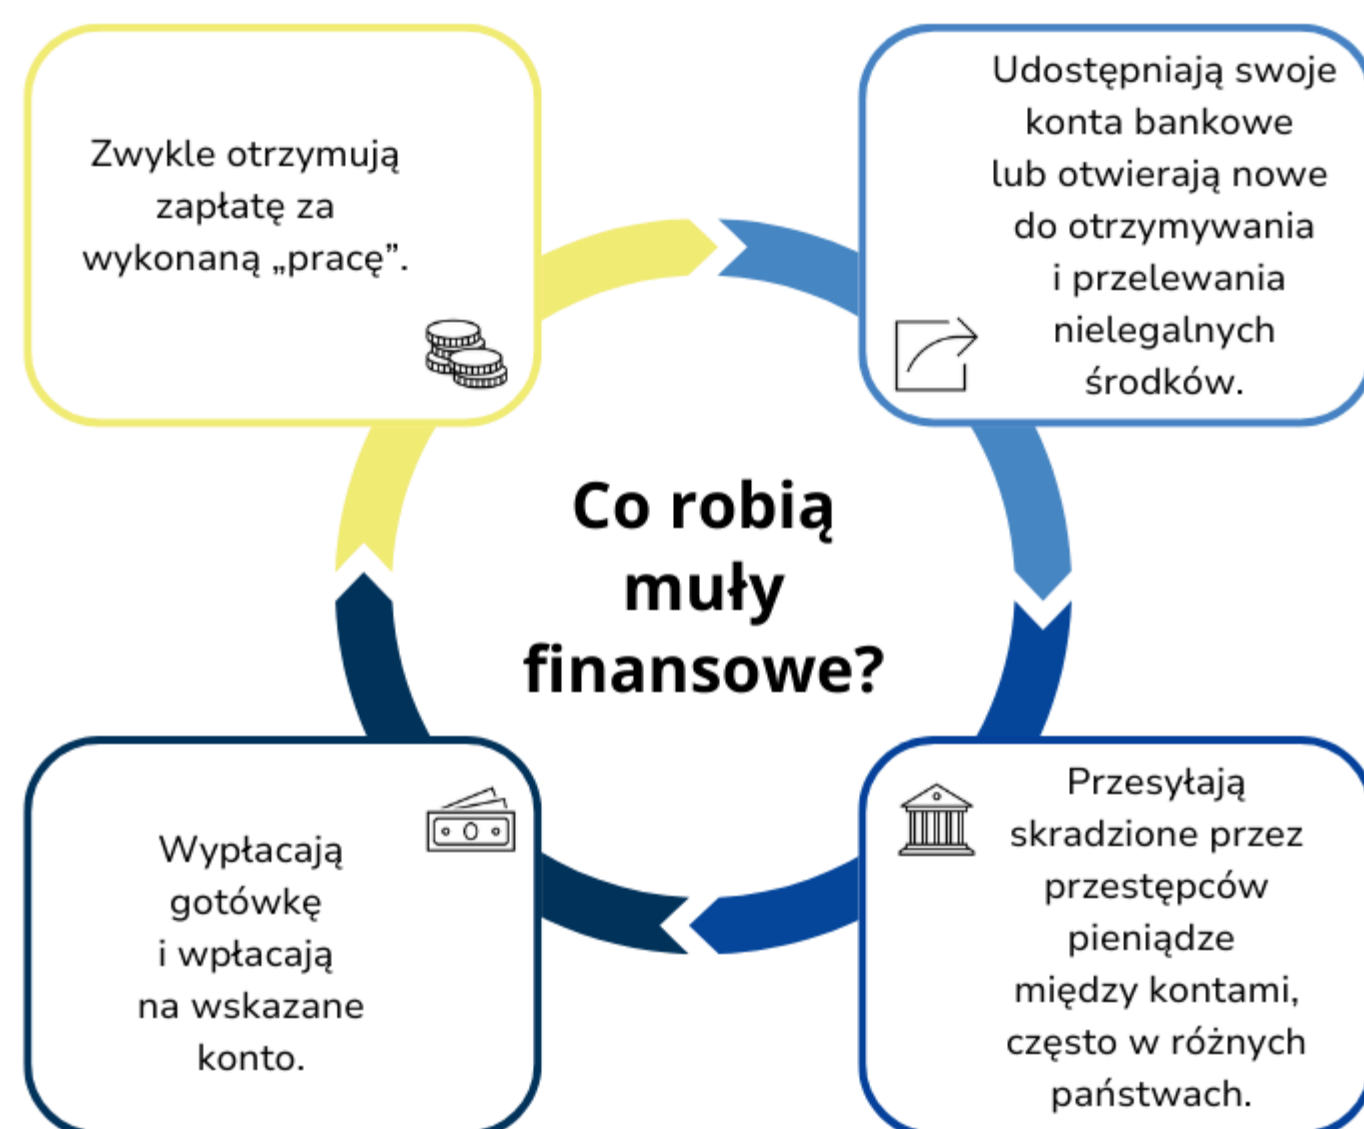 Zwykle otrzymują
zapłatę za
wykonaną „pracę”.
Udostępniają swoje
konta bankowe
lub otwierają nowe
do otrzymywania
i przelewania
nielegalnych
środków.
Co robią
muły
finansowe?
Wypłacają
gotówkę
i wpłacają
na wskazane
konto.
Przesyłają
skradzione przez
przestępców
pieniądze
między kontami,
często w różnych
państwach.